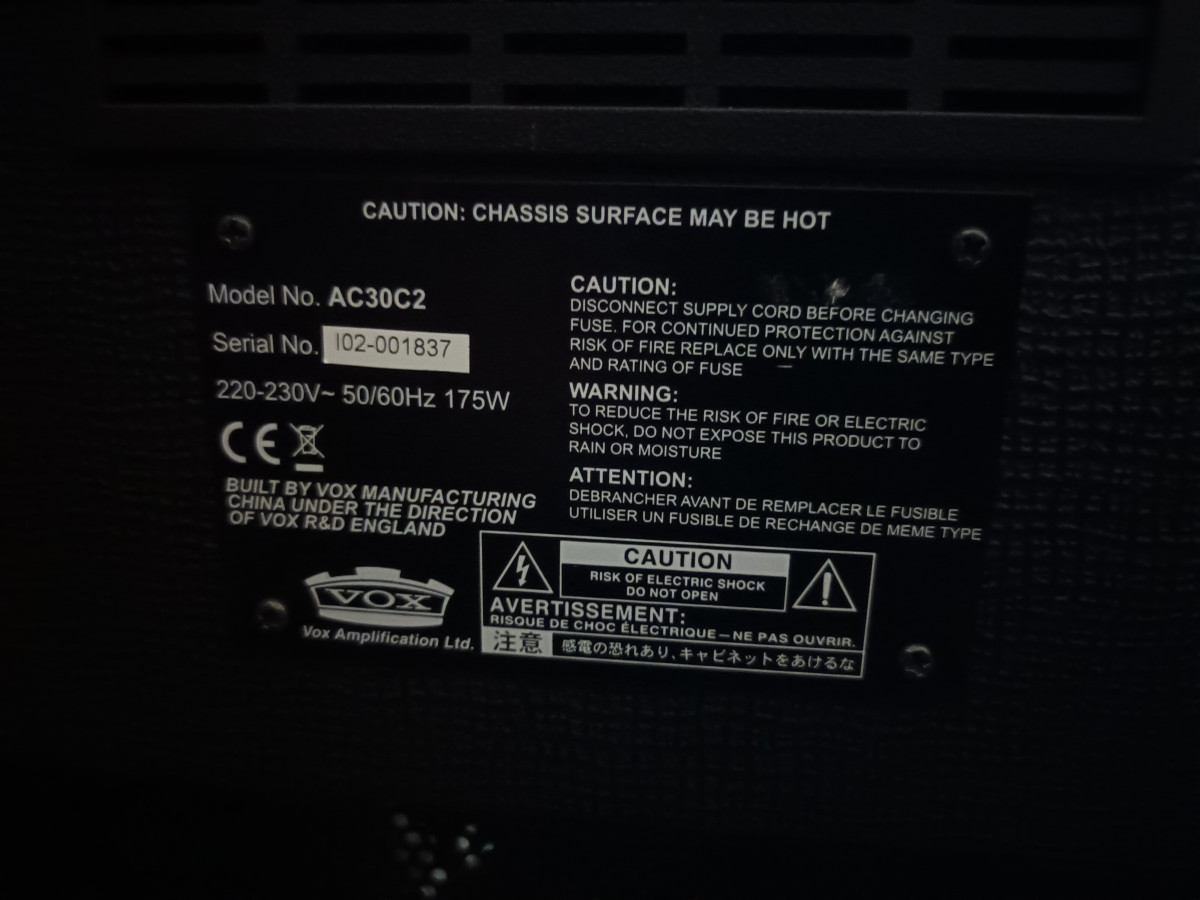 CAUTION: CHASSIS SURFACE MAY BE HOT
Model No. AC30C2
Serial No. I02-001837
220-230V~ 50/60Hz 175W
CE
BUILT BY VOX MANUFACTURING
CHINA UNDER THE DIRECTION
OF VOX R&D ENGLAND
VOX
Vox Amplification Ltd.
CAUTION:
DISCONNECT SUPPLY CORD BEFORE CHANGING
FUSE. FOR CONTINUED PROTECTION AGAINST
RISK OF FIRE REPLACE ONLY WITH THE SAME TYPE
AND RATING OF FUSE
WARNING:
TO REDUCE THE RISK OF FIRE OR ELECTRIC
SHOCK, DO NOT EXPOSE THIS PRODUCT TO
RAIN OR MOISTURE
ATTENTION:
DEBRANCHER AVANT DE REMPLACER LE FUSIBLE
UTILISER UN FUSIBLE DE RECHANGE DE MEME TYPE
CAUTION
RISK OF ELECTRIC SHOCK
DO NOT OPEN
AVERTISSEMENT:
RISQUE DE CHOC ÉLECTRIQUE—NE PAS OUVRIR.
注意 感電の恐れあり、キャビネットをあけるな